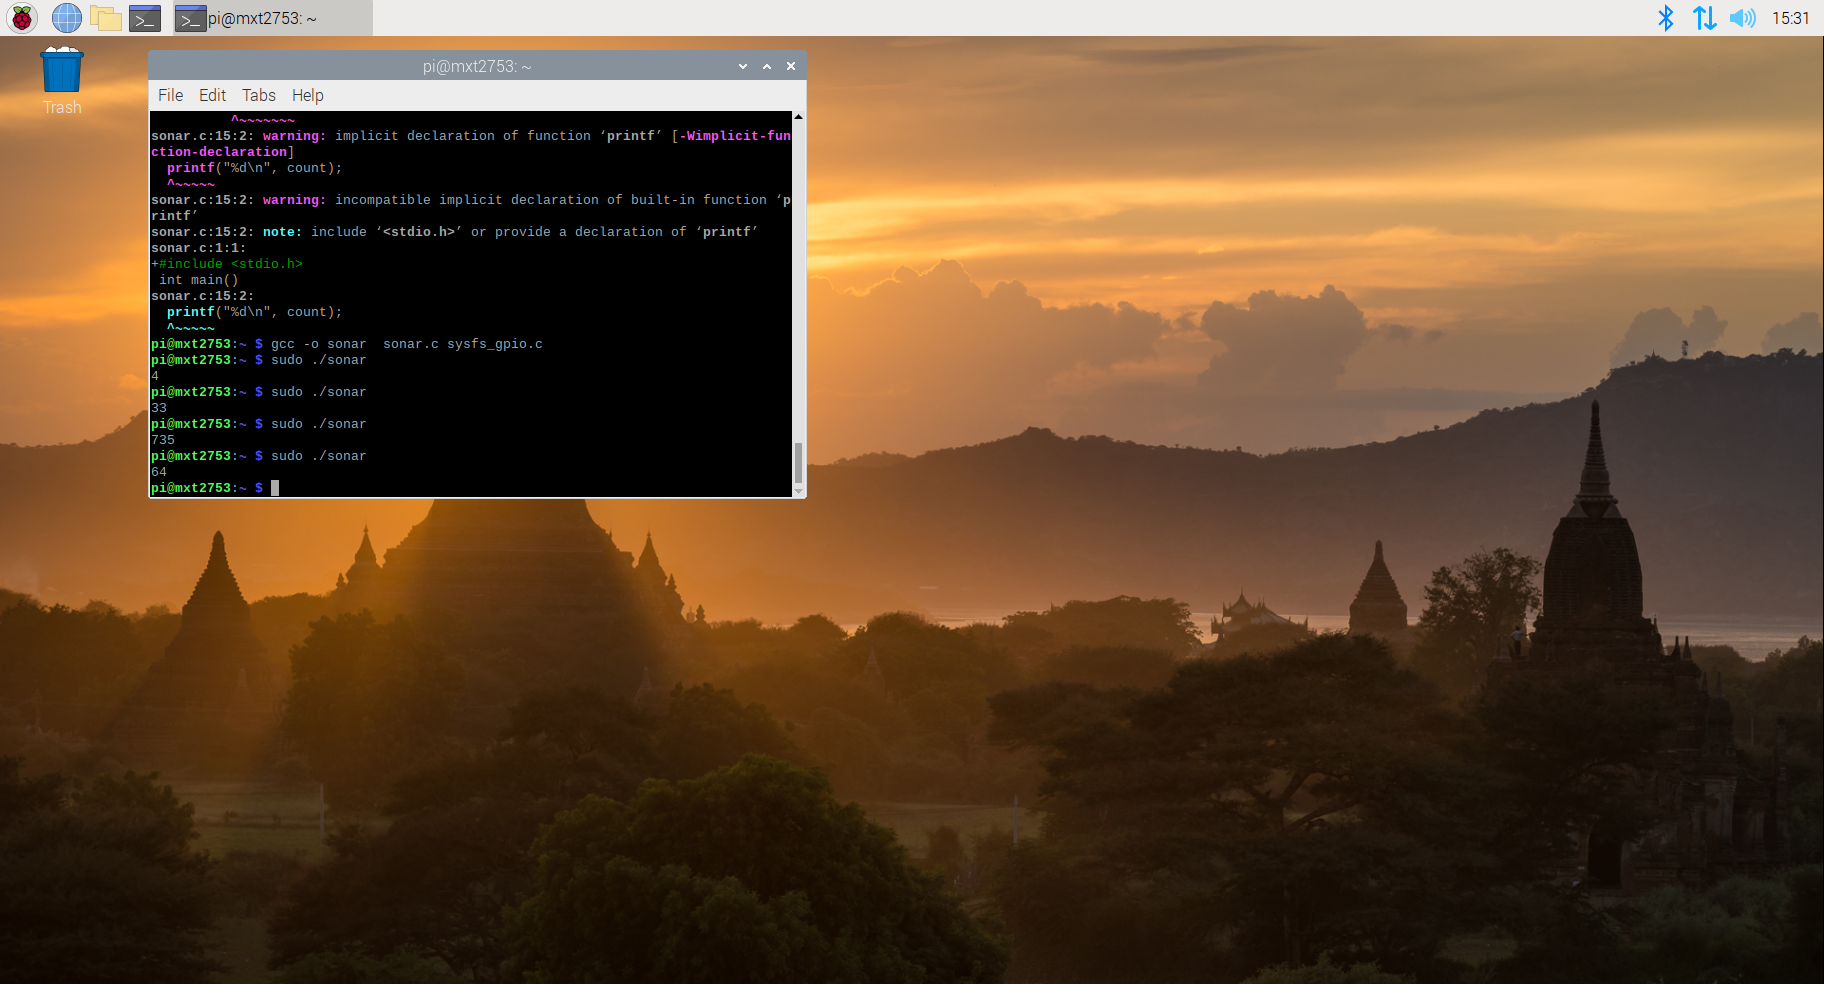 pi@mxt2753: ~
15:31
Trash
pi@mxt2753: ~
File Edit Tabs Help
^~~~~~~~
sonar.c:15:2: warning: implicit declaration of function ‘printf’ [-Wimplicit-fun
ction-declaration]
printf("%d\n", count);
^~~~~~
sonar.c:15:2: warning: incompatible implicit declaration of built-in function ‘p
rintf’
sonar.c:15:2: note: include ‘<stdio.h>’ or provide a declaration of ‘printf’
sonar.c:1:1:
+#include <stdio.h>
int main()
sonar.c:15:2:
printf("%d\n", count);
^~~~~~
pi@mxt2753:~ $ gcc -o sonar  sonar.c sysfs_gpio.c
pi@mxt2753:~ $ sudo ./sonar
4
pi@mxt2753:~ $ sudo ./sonar
33
pi@mxt2753:~ $ sudo ./sonar
735
pi@mxt2753:~ $ sudo ./sonar
64
pi@mxt2753:~ $